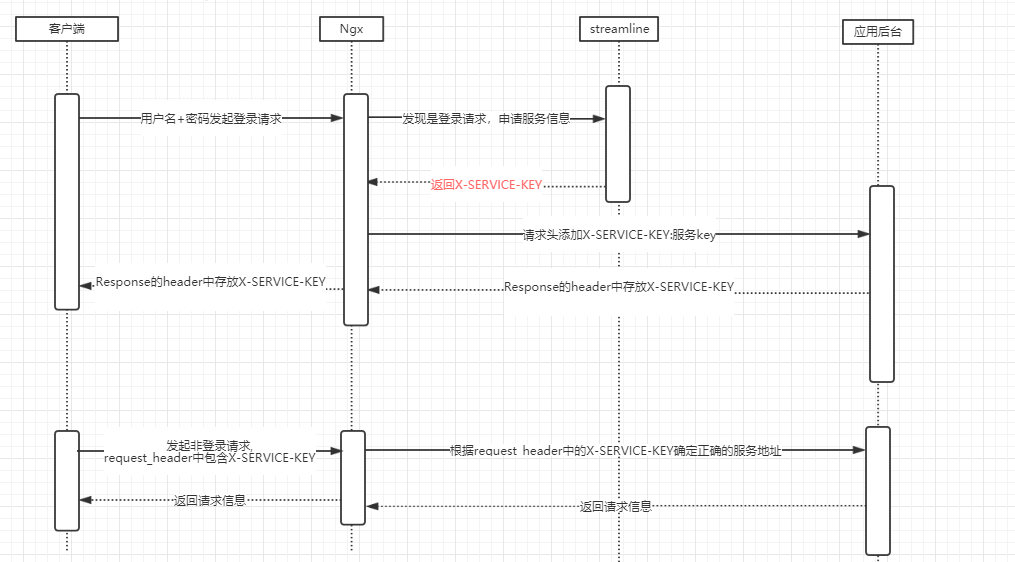 客户端
Ngx
streamline
应用后台
用户名+密码发起登录请求
发现是登录请求，申请服务信息
返回X-SERVICE-KEY
请求头添加X-SERVICE-KEY:服务key
Response的header中存放X-SERVICE-KEY
Response的header中存放X-SERVICE-KEY
发起非登录请求,
request_header中包含X-SERVICE-KEY
根据request header中的X-SERVICE-KEY确定正确的服务地址
返回请求信息
返回请求信息